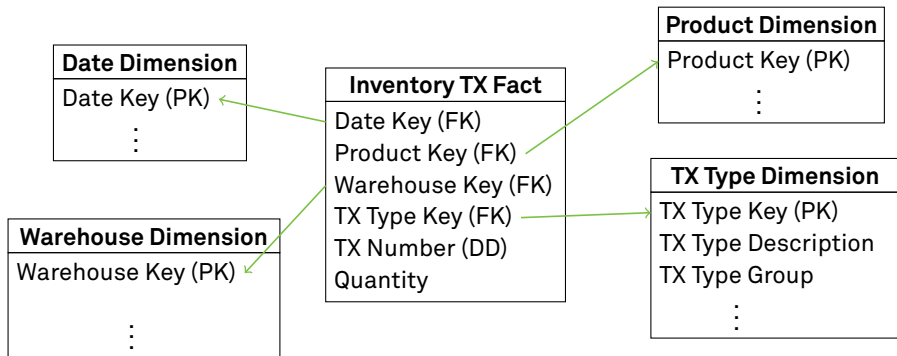 Date Dimension
Date Key (PK)
⋮
Warehouse Dimension
Warehouse Key (PK)
⋮
Inventory TX Fact
Date Key (FK)
Product Key (FK)
Warehouse Key (FK)
TX Type Key (FK)
TX Number (DD)
Quantity
Product Dimension
Product Key (PK)
⋮
TX Type Dimension
TX Type Key (PK)
TX Type Description
TX Type Group
⋮